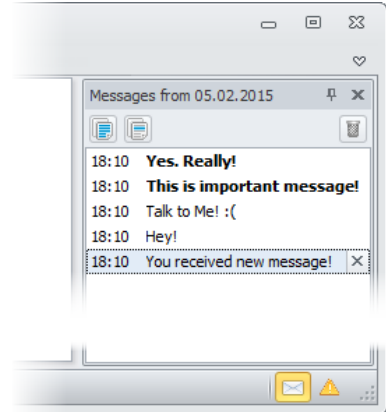 Messages from 05.02.2015
18:10 Yes. Really!
18:10 This is important message!
18:10 Talk to Me! :(
18:10 Hey!
18:10 You received new message!